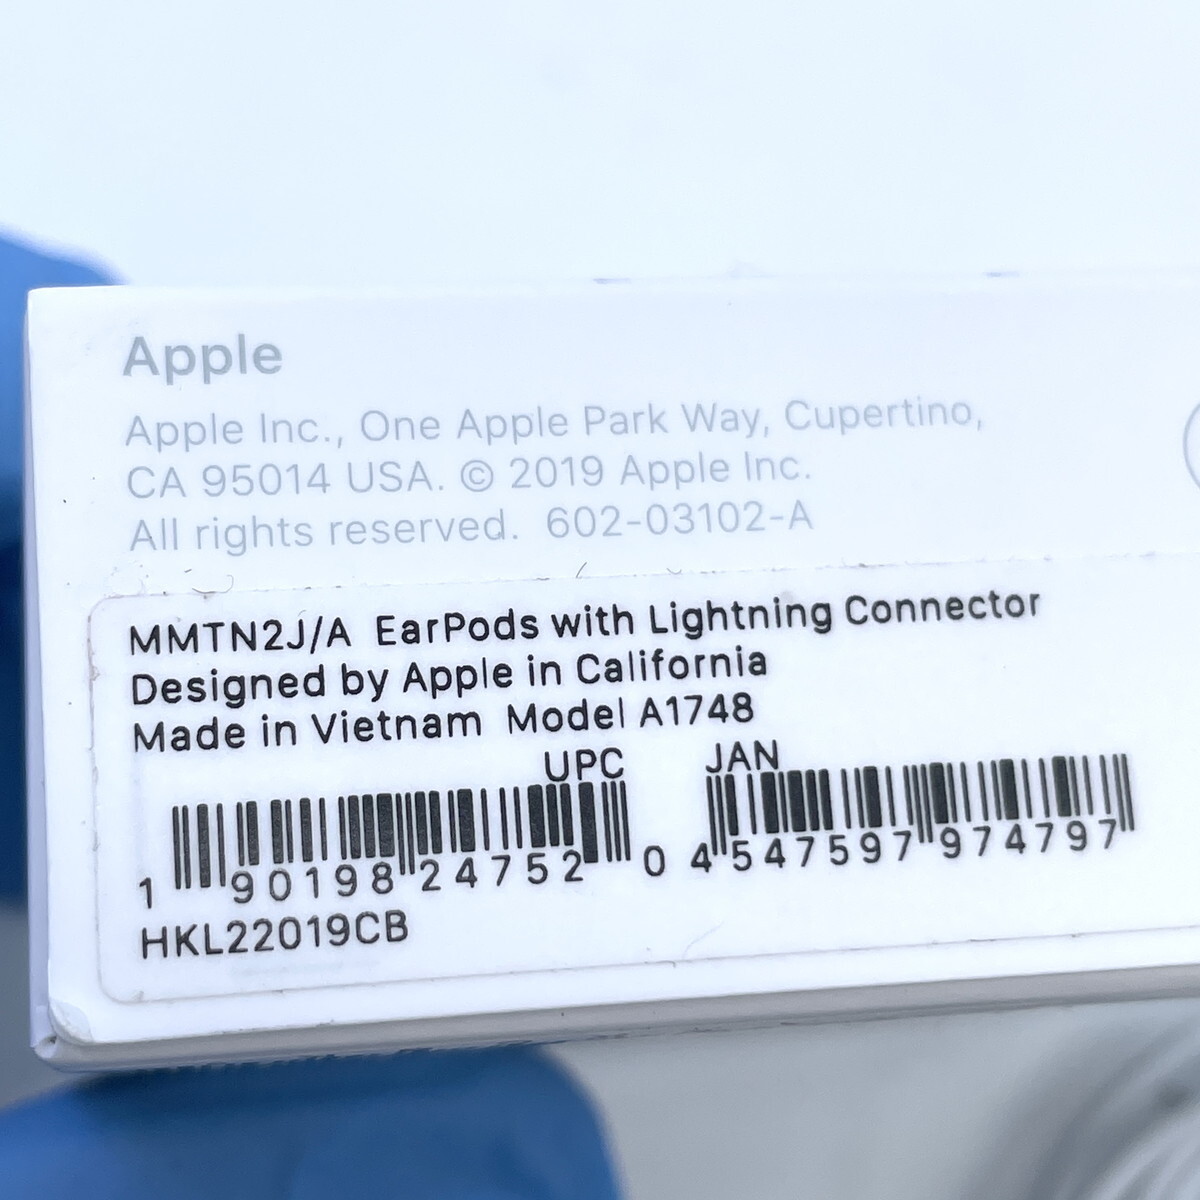 Apple
Apple Inc., One Apple Park Way, Cupertino,
CA 95014 USA. © 2019 Apple Inc.
All rights reserved. 602-03102-A
MMTN2J/A EarPods with Lightning Connector
Designed by Apple in California
Made in Vietnam Model A1748
UPC JAN
1 90198 24752 0 4 547597 974797
HKL22019CB